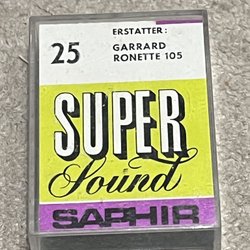 ERSTATTER:
25 GARRARD
RONETTE 105
SUPER
Sound
SAPHIR